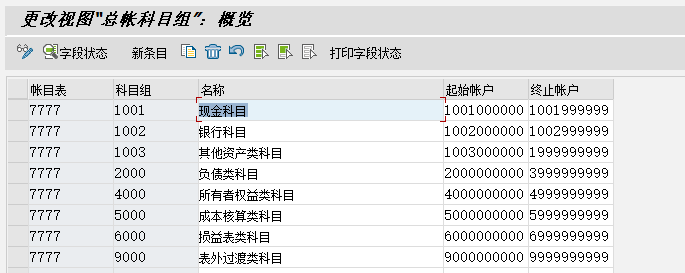 更改视图"总帐科目组": 概览
字段状态 新条目 打印字段状态
帐目表 科目组 名称 起始帐户 终止帐户
7777 1001 现金科目 1001000000 1001999999
7777 1002 银行科目 1002000000 1002999999
7777 1003 其他资产类科目 1003000000 1999999999
7777 2000 负债类科目 2000000000 3999999999
7777 4000 所有者权益类科目 4000000000 4999999999
7777 5000 成本核算类科目 5000000000 5999999999
7777 6000 损益表类科目 6000000000 6999999999
7777 9000 表外过渡类科目 9000000000 9999999999